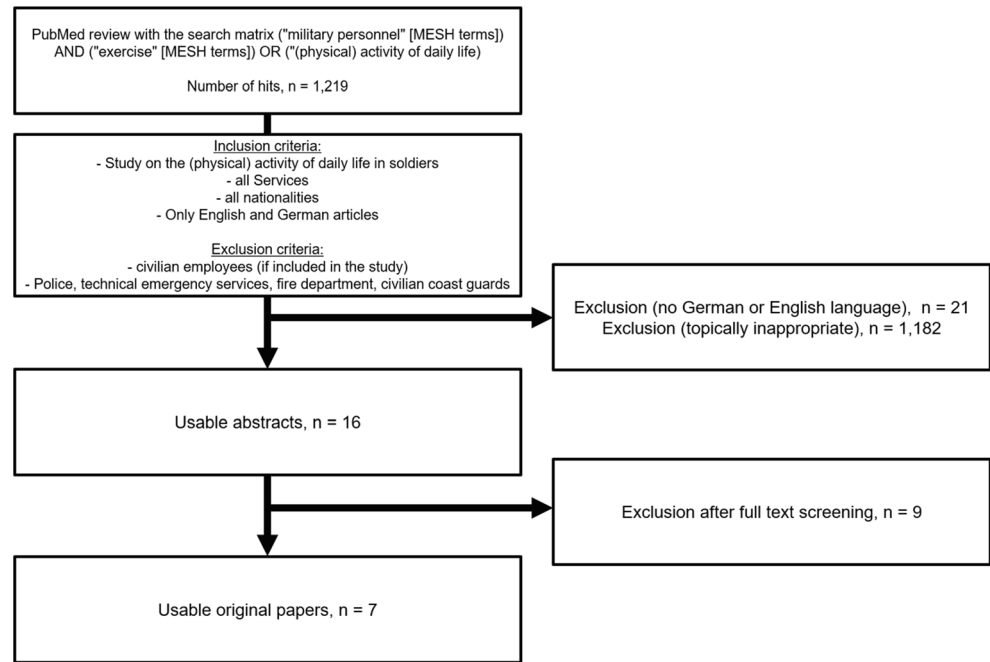 PubMed review with the search matrix ("military personnel" [MESH terms])
AND ("exercise" [MESH terms]) OR ("(physical) activity of daily life)
Number of hits, n = 1,219
Inclusion criteria:
- Study on the (physical) activity of daily life in soldiers
- all Services
- all nationalities
- Only English and German articles
Exclusion criteria:
- civilian employees (if included in the study)
- Police, technical emergency services, fire department, civilian coast guards
Exclusion (no German or English language), n = 21
Exclusion (topically inappropriate), n = 1,182
Usable abstracts, n = 16
Exclusion after full text screening, n = 9
Usable original papers, n = 7